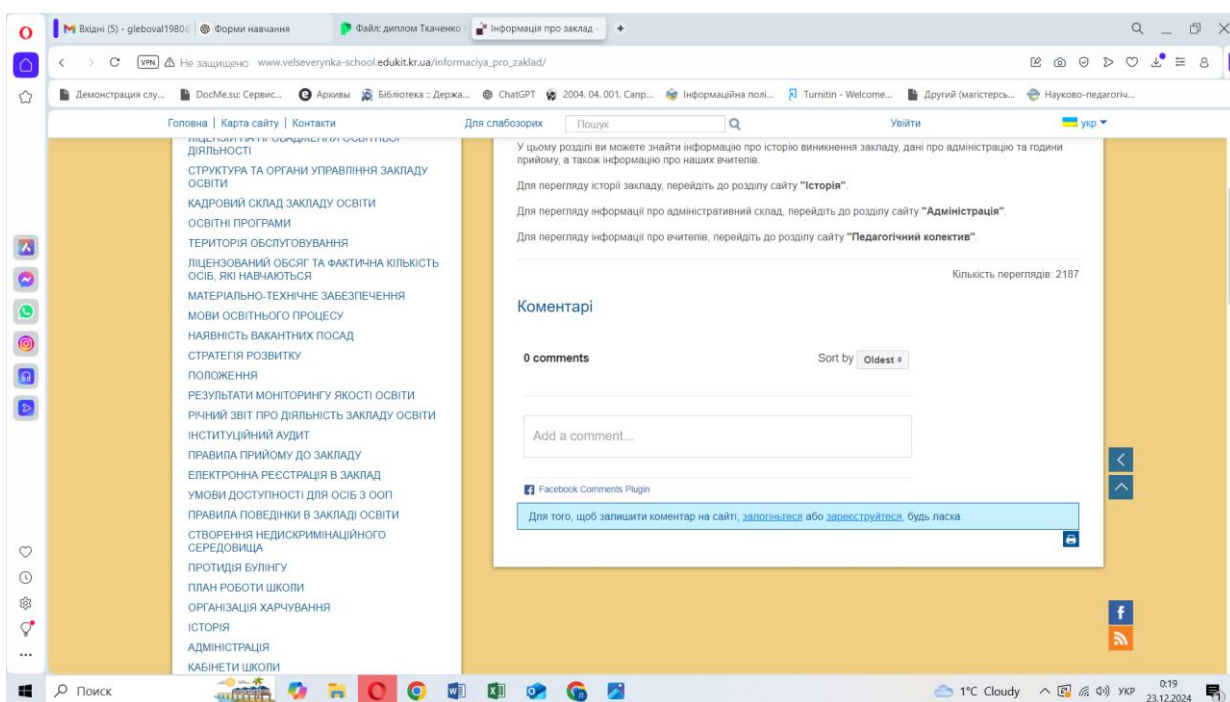 Вхідні (5) - gleboval1980@
Форми навчання
Файл: диплом Ткаченко
Інформація про заклад -
VPN
Не защищено www.velseverynka-school.edukit.kr.ua/informaciya_pro_zaklad/
Демонстрация слу...
DocMe.su: Сервис...
Архивы
Бібліотека :: Держа...
ChatGPT
2004. 04. 001. Сапр...
Інформаційна полі...
Turnitin - Welcome...
Другий (магістерсь...
Науково-педагогіч...
Головна | Карта сайту | Контакти
Для слабозорих
Пошук
Увійти
укр
ЛІЦЕНЗІЯ НА ПРОВАДЖЕННЯ ОСВІТНЬОЇ
ДІЯЛЬНОСТІ
СТРУКТУРА ТА ОРГАНИ УПРАВЛІННЯ ЗАКЛАДУ
ОСВІТИ
КАДРОВИЙ СКЛАД ЗАКЛАДУ ОСВІТИ
ОСВІТНІ ПРОГРАМИ
ТЕРИТОРІЯ ОБСЛУГОВУВАННЯ
ЛІЦЕНЗОВАНИЙ ОБСЯГ ТА ФАКТИЧНА КІЛЬКІСТЬ
ОСІБ, ЯКІ НАВЧАЮТЬСЯ
МАТЕРІАЛЬНО-ТЕХНІЧНЕ ЗАБЕЗПЕЧЕННЯ
МОВИ ОСВІТНЬОГО ПРОЦЕСУ
НАЯВНІСТЬ ВАКАНТНИХ ПОСАД
СТРАТЕГІЯ РОЗВИТКУ
ПОЛОЖЕННЯ
РЕЗУЛЬТАТИ МОНІТОРИНГУ ЯКОСТІ ОСВІТИ
РІЧНИЙ ЗВІТ ПРО ДІЯЛЬНІСТЬ ЗАКЛАДУ ОСВІТИ
ІНСТИТУЦІЙНИЙ АУДИТ
ПРАВИЛА ПРИЙОМУ ДО ЗАКЛАДУ
ЕЛЕКТРОННА РЕЄСТРАЦІЯ В ЗАКЛАД
УМОВИ ДОСТУПНОСТІ ДЛЯ ОСІБ З ООП
ПРАВИЛА ПОВЕДІНКИ В ЗАКЛАДІ ОСВІТИ
СТВОРЕННЯ НЕДИСКРИМІНАЦІЙНОГО
СЕРЕДОВИЩА
ПРОТИДІЯ БУЛІНГУ
ПЛАН РОБОТИ ШКОЛИ
ОРГАНІЗАЦІЯ ХАРЧУВАННЯ
ІСТОРІЯ
АДМІНІСТРАЦІЯ
КАБІНЕТИ ШКОЛИ
У цьому розділі ви можете знайти інформацію про історію виникнення закладу, дані про адміністрацію та години
прийому, а також інформацію про наших вчителів.
Для перегляду історії закладу, перейдіть до розділу сайту "Історія".
Для перегляду інформації про адміністративний склад, перейдіть до розділу сайту "Адміністрація".
Для перегляду інформації про вчителів, перейдіть до розділу сайту "Педагогічний колектив".
Кількість переглядів: 2187
Коментарі
0 comments
Sort by Oldest
Add a comment...
Facebook Comments Plugin
Для того, щоб залишити коментар на сайті, залогіньтеся або зареєструйтеся, будь ласка.
Поиск
1°C Cloudy
УКР
0:19
23.12.2024